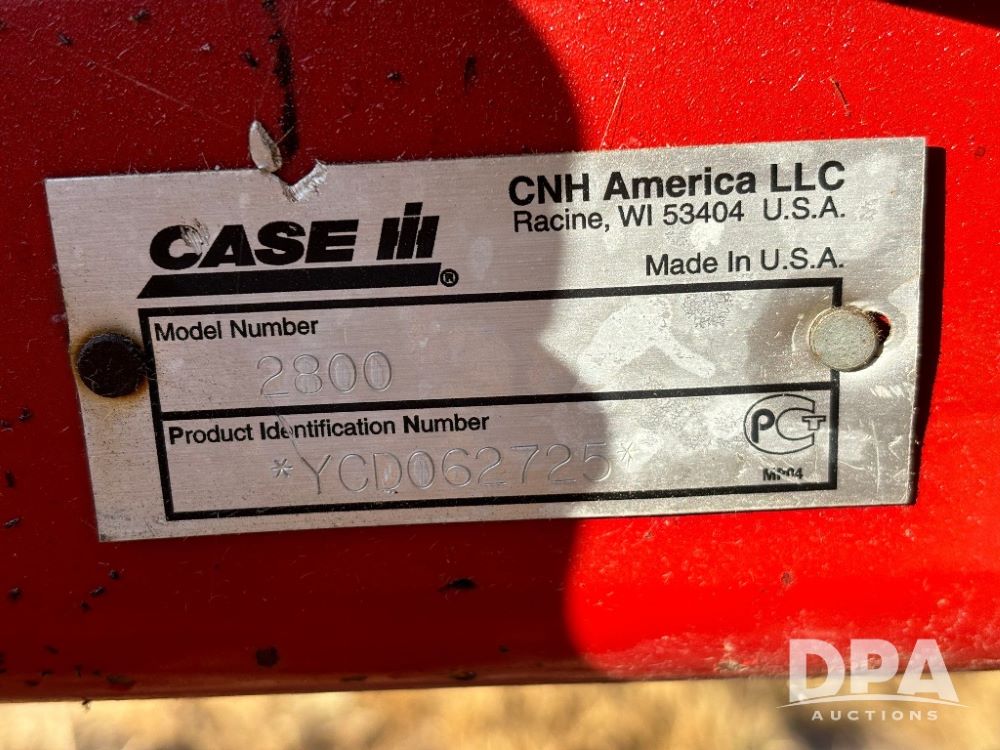 CASE IH®
CNH America LLC
Racine, WI 53404 U.S.A.
Made In U.S.A.
Model Number
2800
Product Identification Number
*YCD062725*
PCT
DPA
AUCTIONS